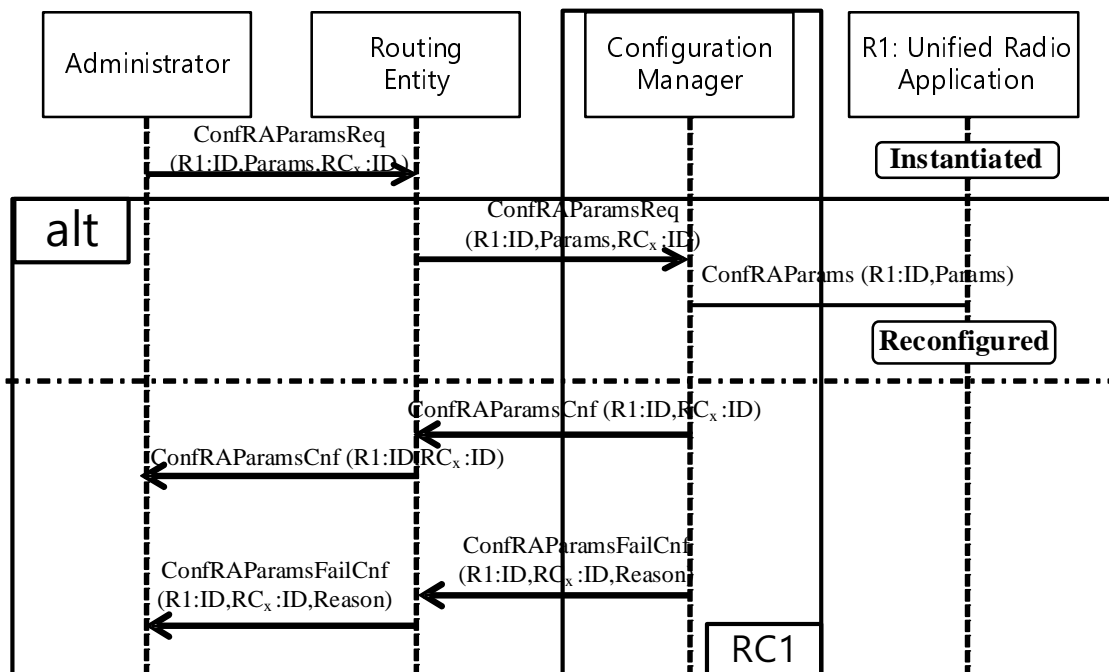 Administrator
Routing
Entity
Configuration
Manager
R1: Unified Radio
Application
ConfRAParamsReq
(R1:ID,Params,RCx:ID)
Instantiated
alt
ConfRAParamsReq
(R1:ID,Params,RCx:ID)
ConfRAParams (R1:ID,Params)
Reconfigured
ConfRAParamsCnf (R1:ID,RCx:ID)
ConfRAParamsCnf (R1:ID,RCx:ID)
ConfRAParamsFailCnf
(R1:ID,RCx:ID,Reason)
ConfRAParamsFailCnf
(R1:ID,RCx:ID,Reason)
RC1